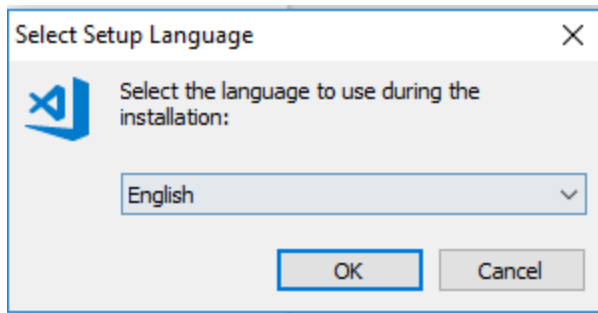 Select Setup Language
Select the language to use during the
installation:
English
OK
Cancel